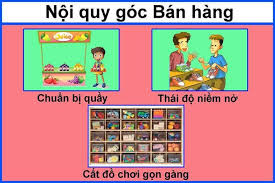 Nội quy góc Bán hàng
Chuẩn bị quầy
Thái độ niềm nở
Cất đồ chơi gọn gàng